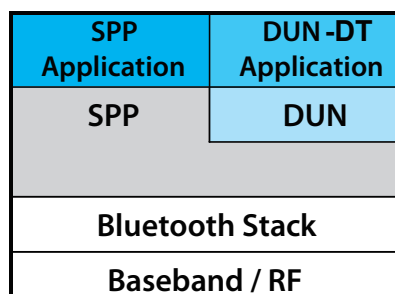 SPP
Application
DUN-DT
Application
SPP
DUN
Bluetooth Stack
Baseband / RF